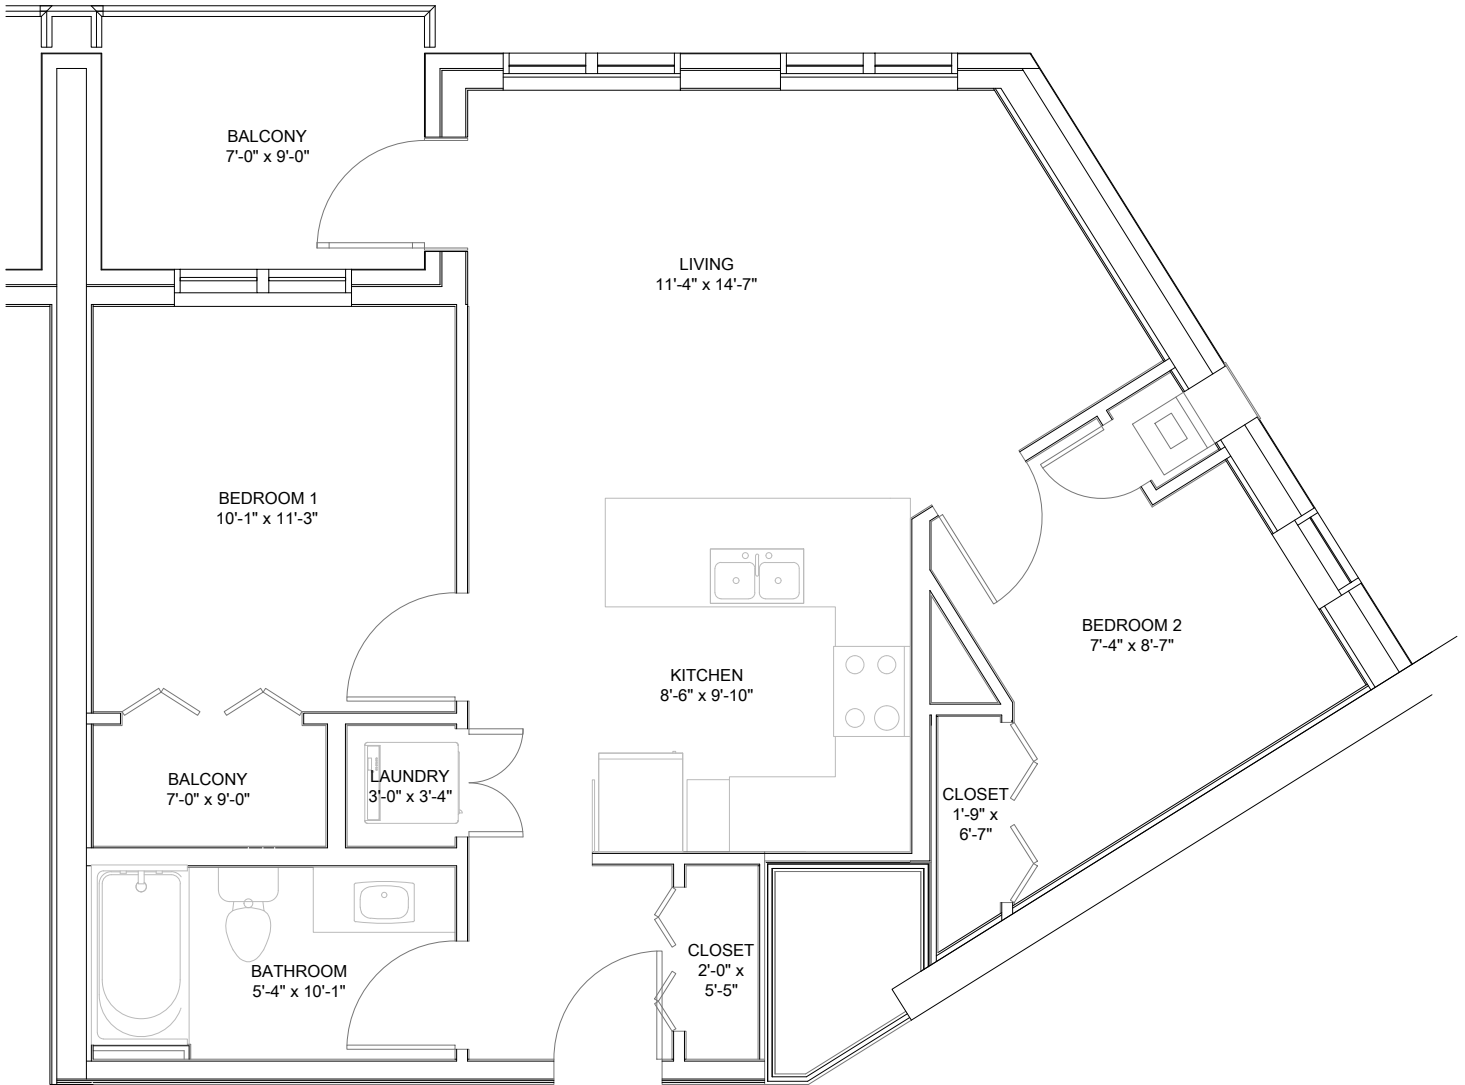 BALCONY
7'-0" x 9'-0"
LIVING
11'-4" x 14'-7"
BEDROOM 1
10'-1" x 11'-3"
BEDROOM 2
7'-4" x 8'-7"
KITCHEN
8'-6" x 9'-10"
BALCONY
7'-0" x 9'-0"
LAUNDRY
3'-0" x 3'-4"
CLOSET
1'-9" x
6'-7"
CLOSET
2'-0" x
5'-5"
BATHROOM
5'-4" x 10'-1"